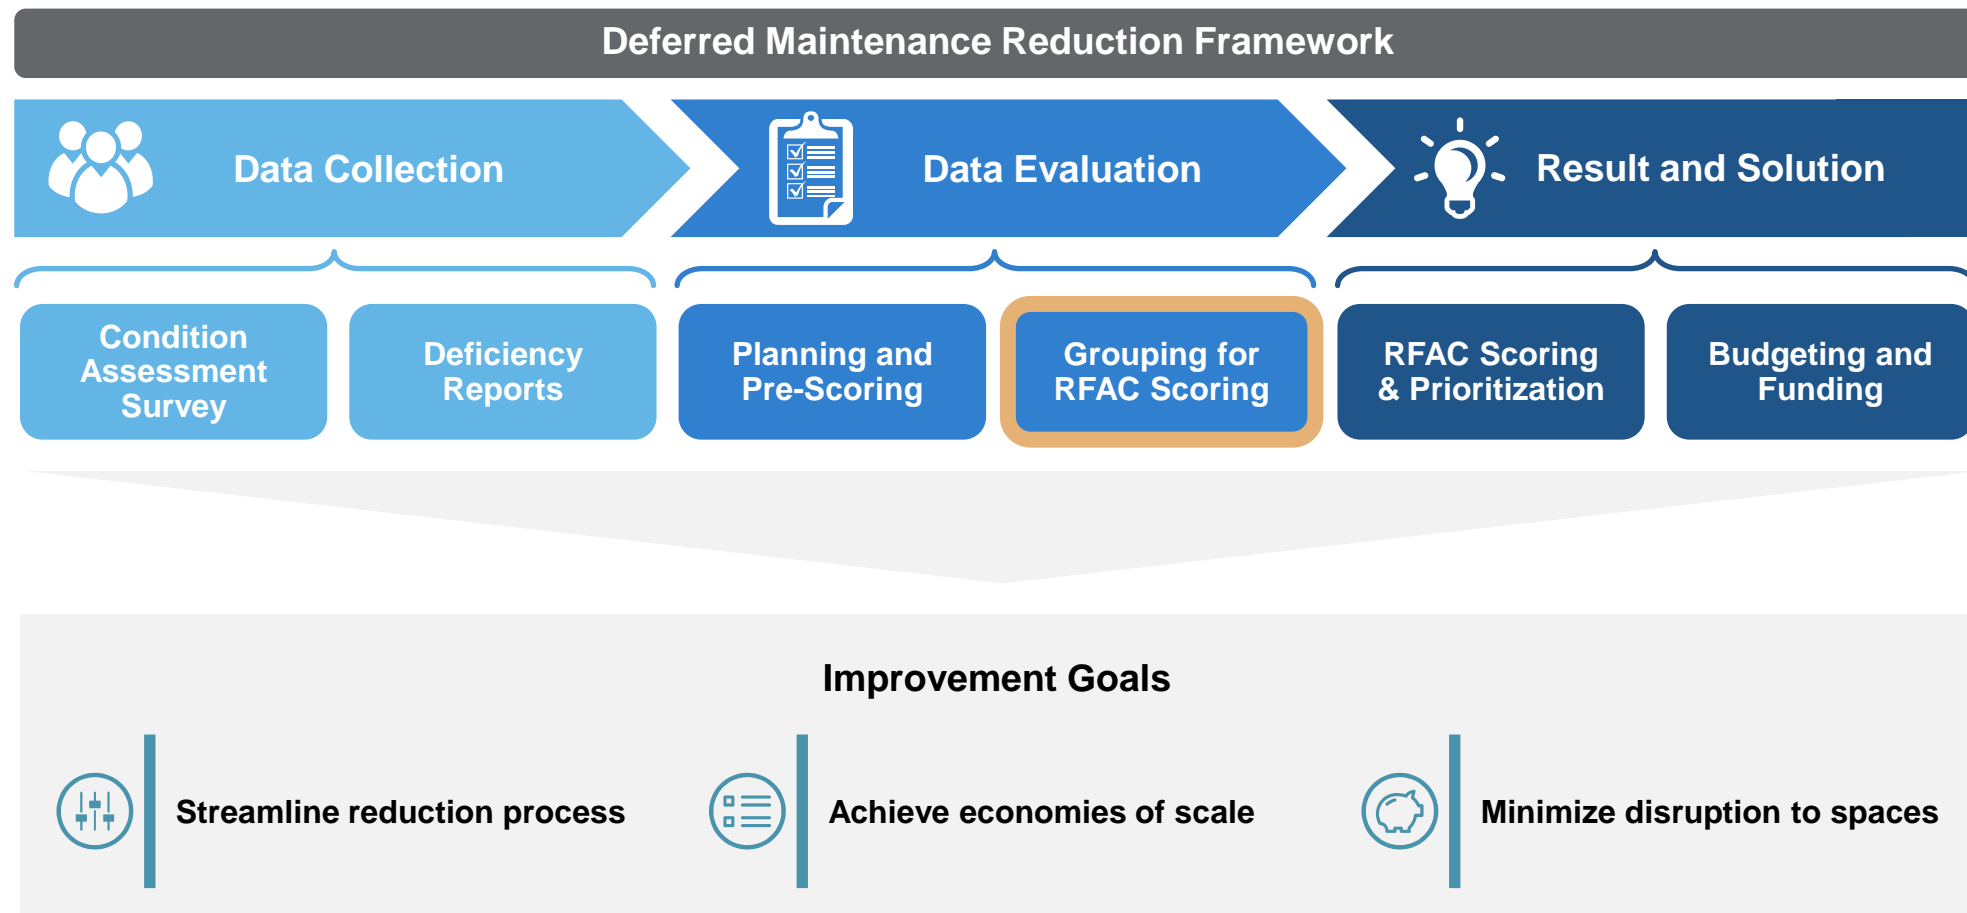 Deferred Maintenance Reduction Framework
Data Collection
Data Evaluation
Result and Solution
Condition
Assessment
Survey
Deficiency
Reports
Planning and
Pre-Scoring
Grouping for
RFAC Scoring
RFAC Scoring
& Prioritization
Budgeting and
Funding
Improvement Goals
Streamline reduction process
Achieve economies of scale
Minimize disruption to spaces